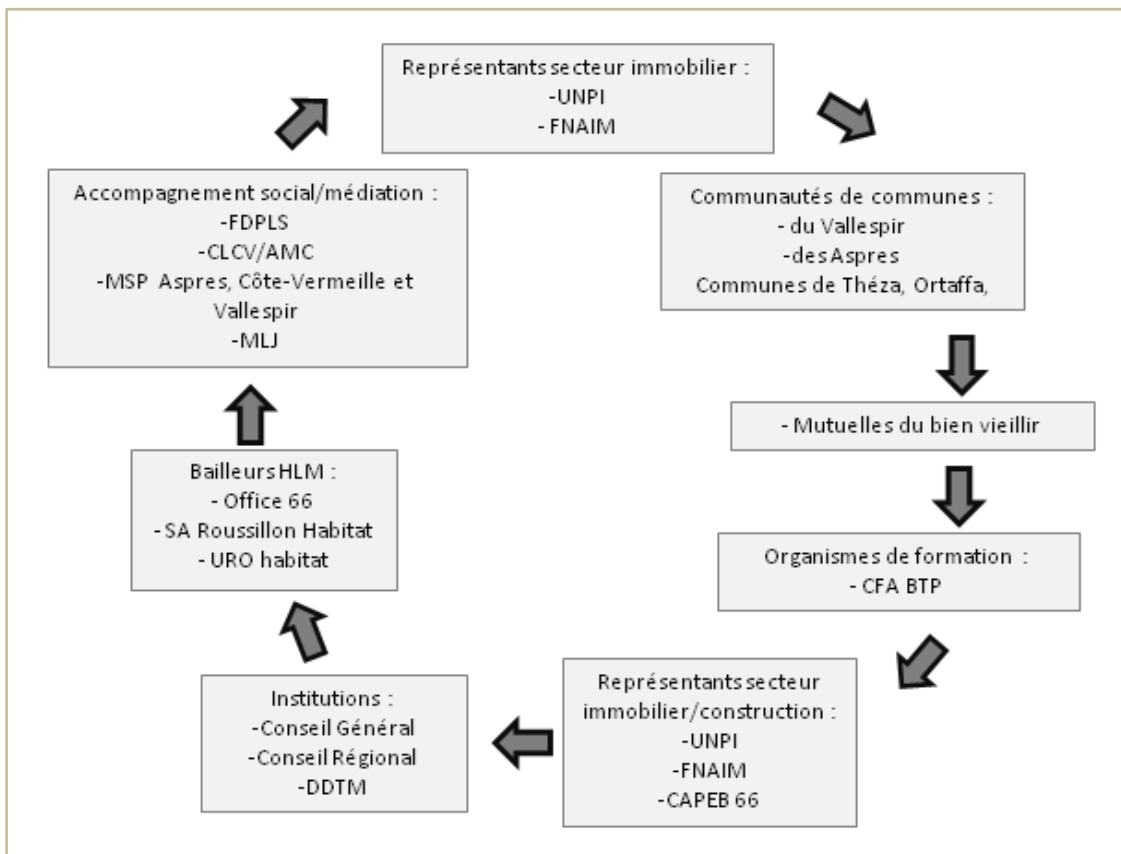 Représentants secteur immobilier :
-UNPI
- FNAIM
Communautés de communes :
- du Vallespir
-des Aspres
Communes de Théza, Ortaffa,
- Mutuelles du bien vieillir
Organismes de formation :
- CFA BTP
Représentants secteur
immobilier/construction :
-UNPI
-FNAIM
-CAPEB 66
Institutions :
-Conseil Général
-Conseil Régional
-DDTM
Bailleurs HLM :
- Office 66
- SA Roussillon Habitat
- URO habitat
Accompagnement social/médiation :
-FDPLS
-CLCV/AMC
-MSP Aspres, Côte-Vermeille et
Vallespir
-MLJ